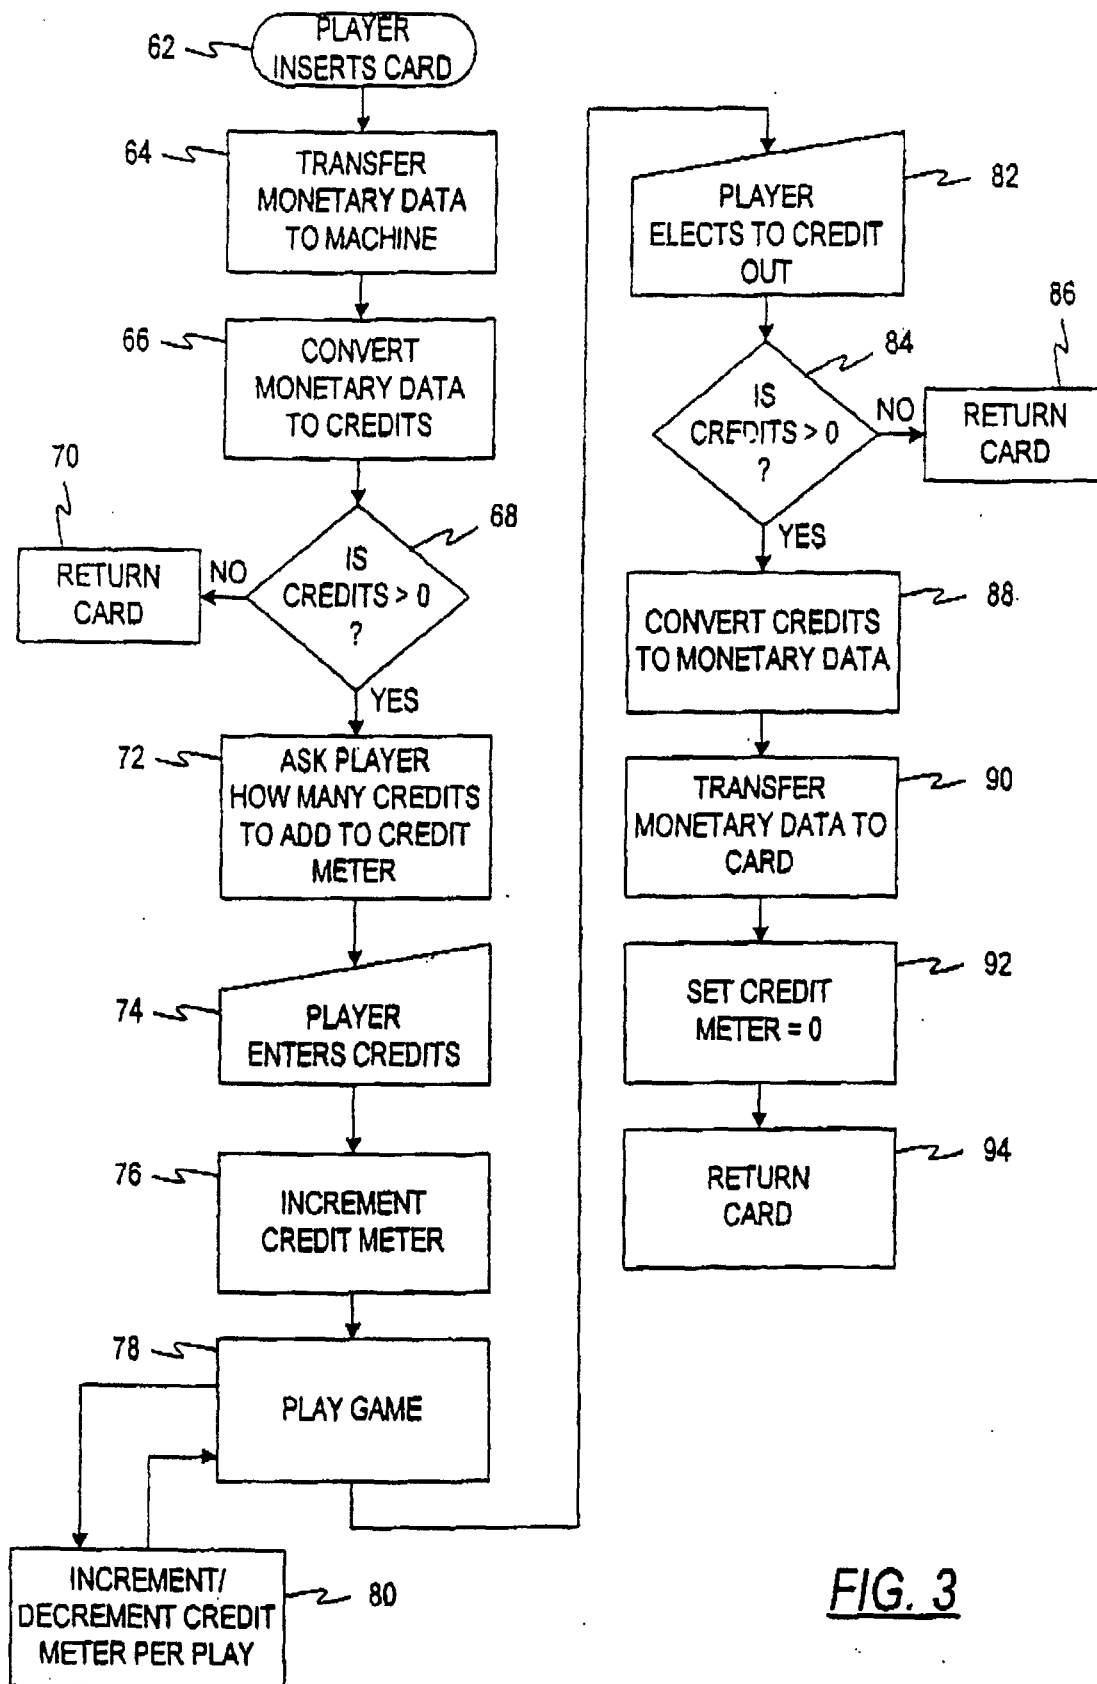 62
PLAYER
INSERTS CARD
64
TRANSFER
MONETARY DATA
TO MACHINE
66
CONVERT
MONETARY DATA
TO CREDITS
68
IS
CREDITS > 0
?
NO
70
RETURN
CARD
YES
72
ASK PLAYER
HOW MANY CREDITS
TO ADD TO CREDIT
METER
74
PLAYER
ENTERS CREDITS
76
INCREMENT
CREDIT METER
78
PLAY GAME
80
INCREMENT/
DECREMENT CREDIT
METER PER PLAY
82
PLAYER
ELECTS TO CREDIT
OUT
84
IS
CREDITS > 0
?
NO
86
RETURN
CARD
YES
88
CONVERT CREDITS
TO MONETARY DATA
90
TRANSFER
MONETARY DATA TO
CARD
92
SET CREDIT
METER = 0
94
RETURN
CARD
FIG. 3